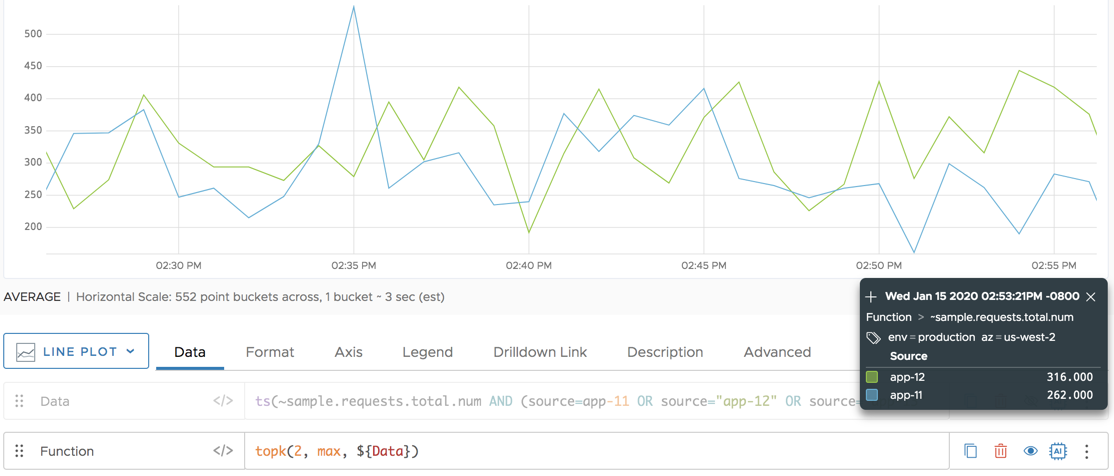 500
450
400
350
300
250
200
02:30 PM 02:35 PM 02:40 PM 02:45 PM 02:50 PM 02:55 PM
AVERAGE | Horizontal Scale: 552 point buckets across, 1 bucket ~ 3 sec (est)
Wed Jan 15 2020 02:53:21PM -0800
Function > ~sample.requests.total.num
env = production az = us-west-2
Source
app-12 316.000
app-11 262.000
LINE PLOT Data Format Axis Legend Drilldown Link Description Advanced
Data </> ts(~sample.requests.total.num AND (source=app-11 OR source="app-12" OR source=
Function </> topk(2, max, ${Data}) AI